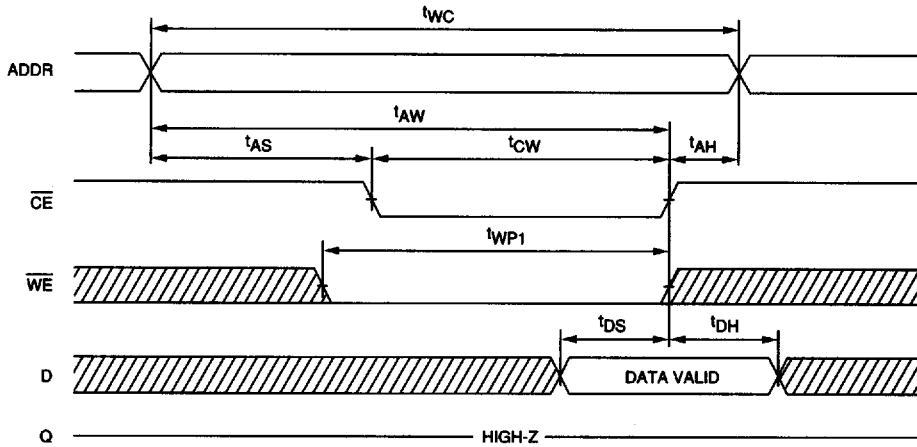 tWC
ADDR
tAW
tAS
tCW
tAH
CE
tWP1
WE
tDS
tDH
D
DATA VALID
Q
HIGH-Z